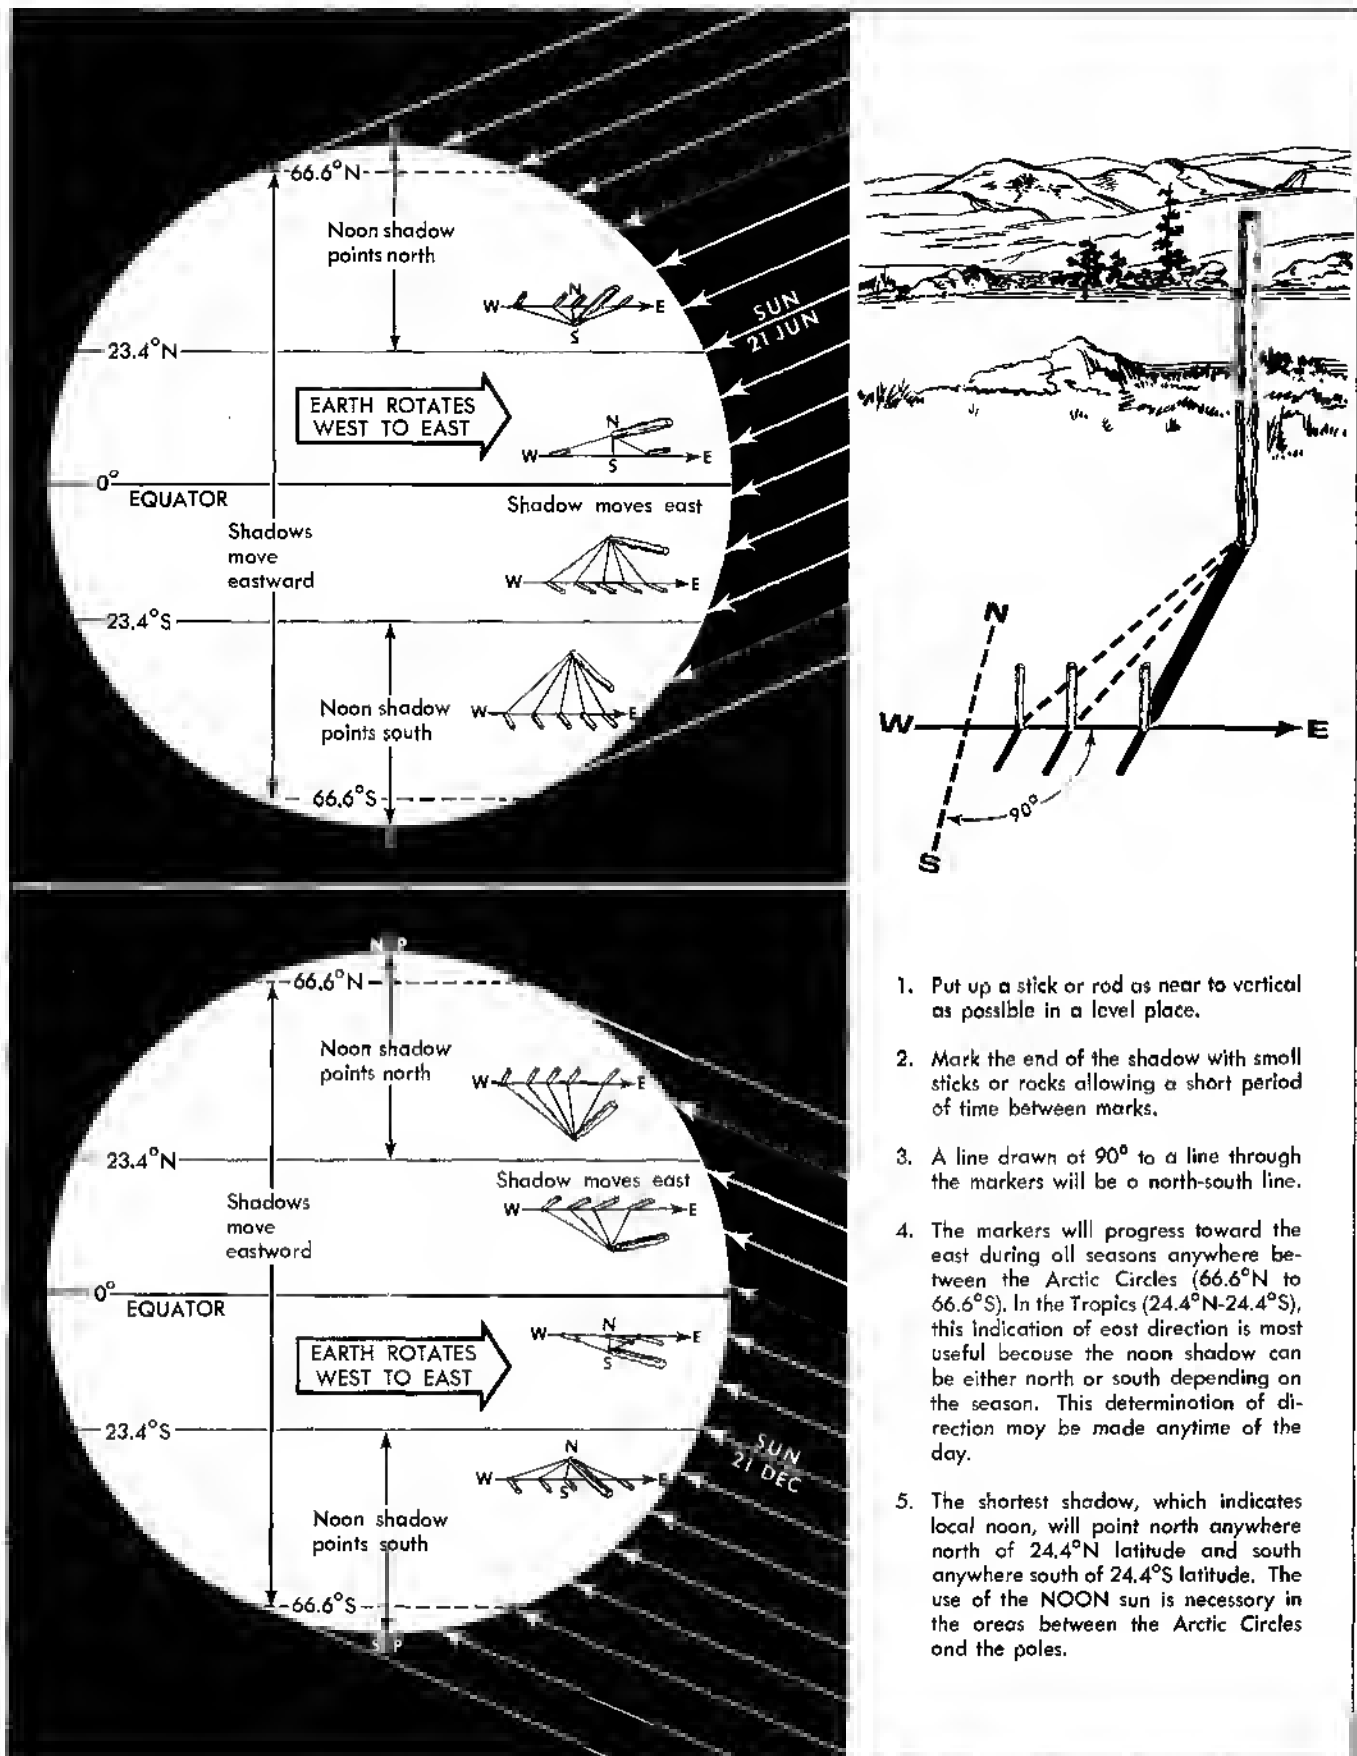 66.6°N
Noon shadow
points north
N
W E
S
SUN
21 JUN
23.4°N
EARTH ROTATES
WEST TO EAST
N
W E
S
0°
EQUATOR
Shadow moves east
Shadows
move
eastward
W E
23.4°S
Noon shadow
points south
W E
66.6°S
N
W E
90°
S
N P
66.6°N
Noon shadow
points north
W E
23.4°N
Shadow moves east
W E
Shadows
move
eastward
0°
EQUATOR
N
W E
S
EARTH ROTATES
WEST TO EAST
23.4°S
SUN
21 DEC
N
W E
S
Noon shadow
points south
66.6°S
S P
1. Put up a stick or rod as near to vertical
as possible in a level place.
2. Mark the end of the shadow with small
sticks or rocks allowing a short period
of time between marks.
3. A line drawn at 90° to a line through
the markers will be a north-south line.
4. The markers will progress toward the
east during all seasons anywhere be-
tween the Arctic Circles (66.6°N to
66.6°S). In the Tropics (24.4°N-24.4°S),
this indication of east direction is most
useful because the noon shadow can
be either north or south depending on
the season. This determination of di-
rection may be made anytime of the
day.
5. The shortest shadow, which indicates
local noon, will point north anywhere
north of 24.4°N latitude and south
anywhere south of 24.4°S latitude. The
use of the NOON sun is necessary in
the areas between the Arctic Circles
and the poles.